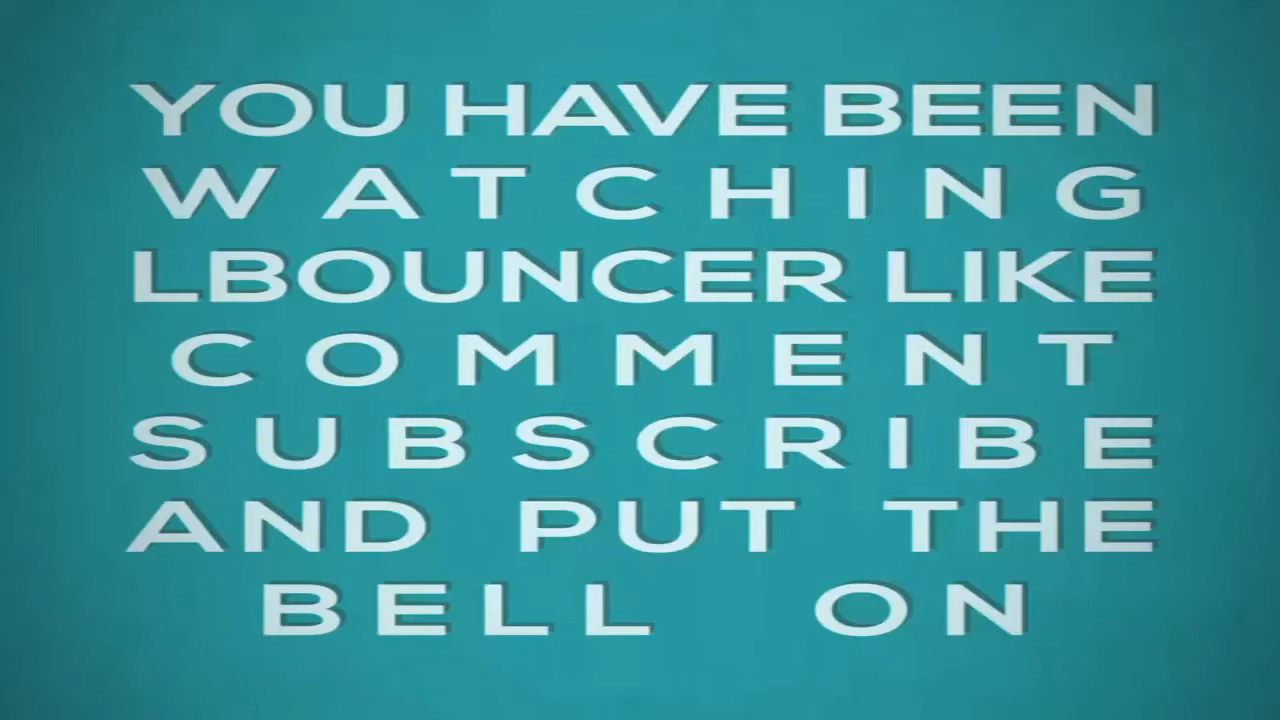 YOU HAVE BEEN
WATCHING
LBOUNCER LIKE
COMMENT
SUBSCRIBE
AND PUT THE
BELL ON